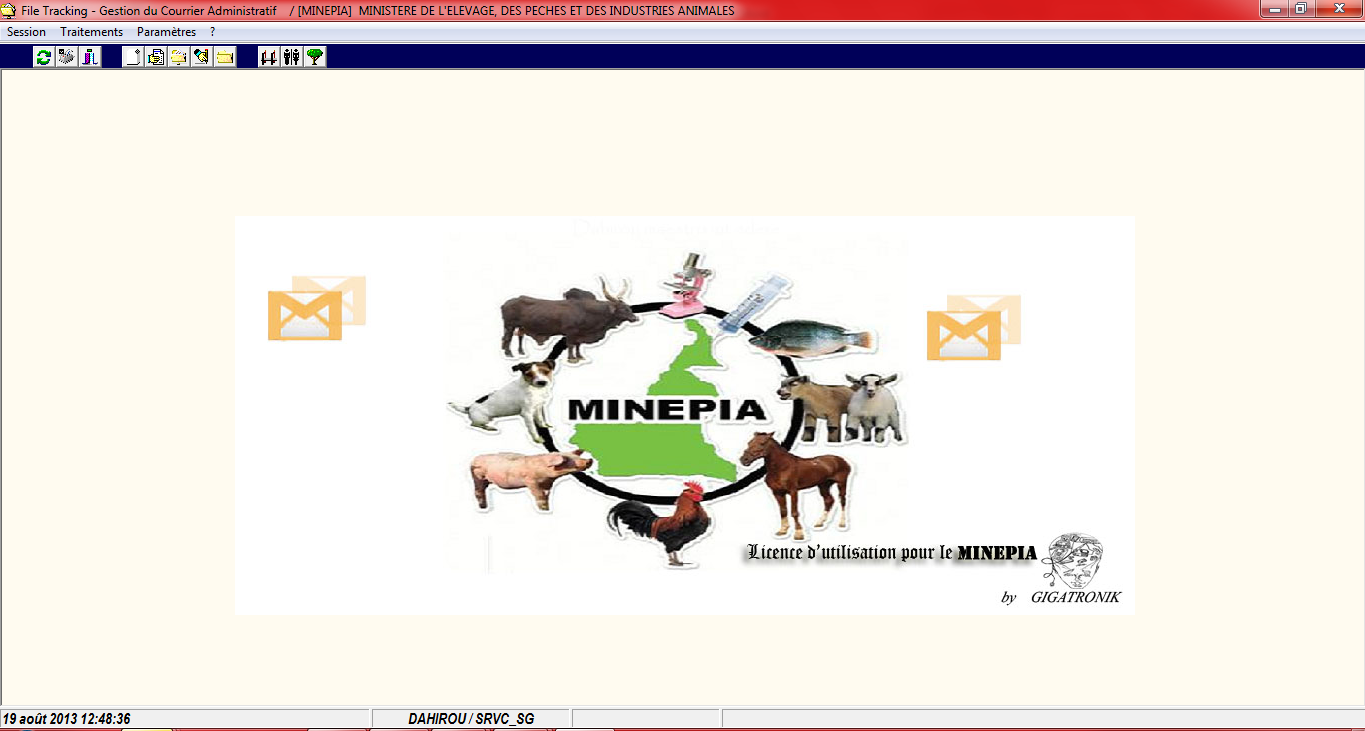 File Tracking - Gestion du Courrier Administratif / [MINEPIA] MINISTERE DE L'ELEVAGE, DES PECHES ET DES INDUSTRIES ANIMALES
Session Traitements Paramètres ?
MINEPIA
Licence d'utilisation pour le MINEPIA
by GIGATRONIK
19 août 2013 12:48:36 DAHIROU / SRVC_SG